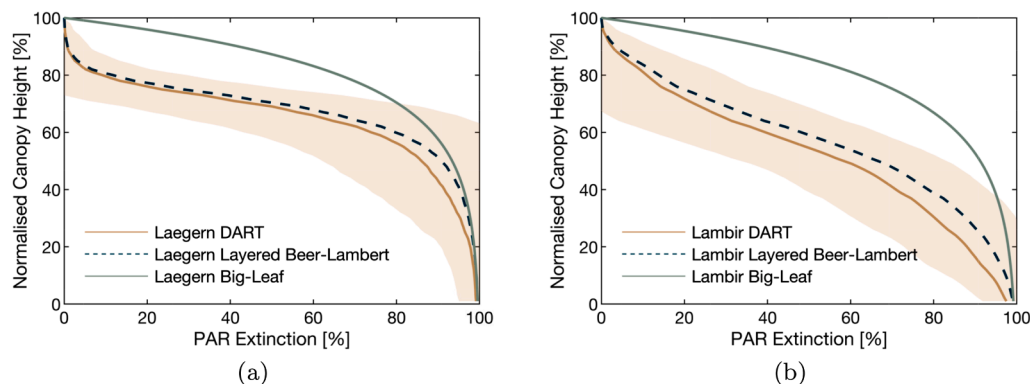 100
80
60
40
20
0
Normalised Canopy Height [%]
Laegern DART
Laegern Layered Beer-Lambert
Laegern Big-Leaf
0 20 40 60 80 100
PAR Extinction [%]
(a)
100
80
60
40
20
0
Normalised Canopy Height [%]
Lambir DART
Lambir Layered Beer-Lambert
Lambir Big-Leaf
0 20 40 60 80 100
PAR Extinction [%]
(b)